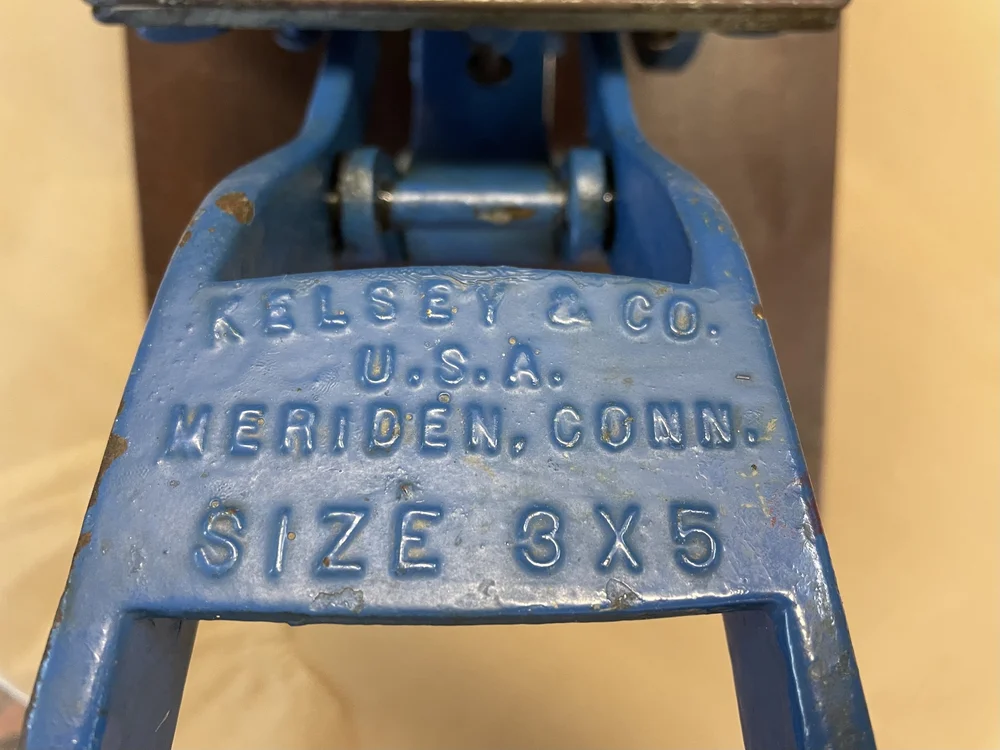 KELSEY & CO.
U.S.A.
MERIDEN, CONN.
SIZE 3X5